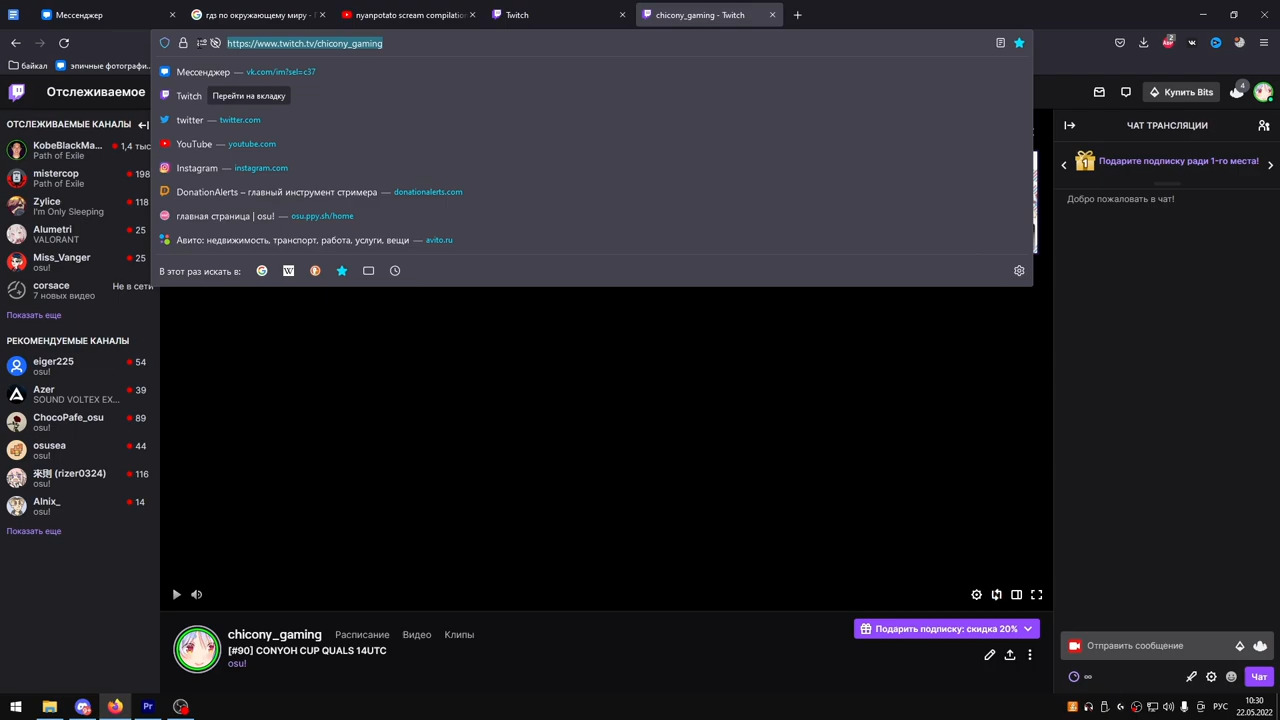 Мессенджер
гдз по окружающему миру -
nyanpotato scream compilation
Twitch
chicony_gaming - Twitch
https://www.twitch.tv/chicony_gaming
2
байкал
эпичные фотографи...
Мессенджер — vk.com/im?sel=c37
Twitch Перейти на вкладку
twitter — twitter.com
YouTube — youtube.com
Instagram — instagram.com
DonationAlerts – главный инструмент стримера — donationalerts.com
главная страница | osu! — osu.ppy.sh/home
Авито: недвижимость, транспорт, работа, услуги, вещи — avito.ru
В этот раз искать в:
Отслеживаемое
Купить Bits
4
ОТСЛЕЖИВАЕМЫЕ КАНАЛЫ
KobeBlackMa... 1,4 тыс
Path of Exile
mistercop 198
Path of Exile
Zylice 118
I'm Only Sleeping
Alumetri 25
VALORANT
Miss_Vanger 25
osu!
corsace Не в сети
7 новых видео
Показать еще
РЕКОМЕНДУЕМЫЕ КАНАЛЫ
eiger225 54
osu!
Azer 39
SOUND VOLTEX EX...
ChocoPafe_osu 89
osu!
osusea 44
osu!
(rizer0324) 116
osu!
Alnix_ 14
osu!
Показать еще
chicony_gaming
Расписание
Видео
Клипы
[#90] CONYOH CUP QUALS 14UTC
osu!
Подарить подписку: скидка 20%
ЧАТ ТРАНСЛЯЦИИ
1
Подарите подписку ради 1-го места!
Добро пожаловать в чат!
Отправить сообщение
∞
Чат
Pr
РУС
10:30
22.05.2022